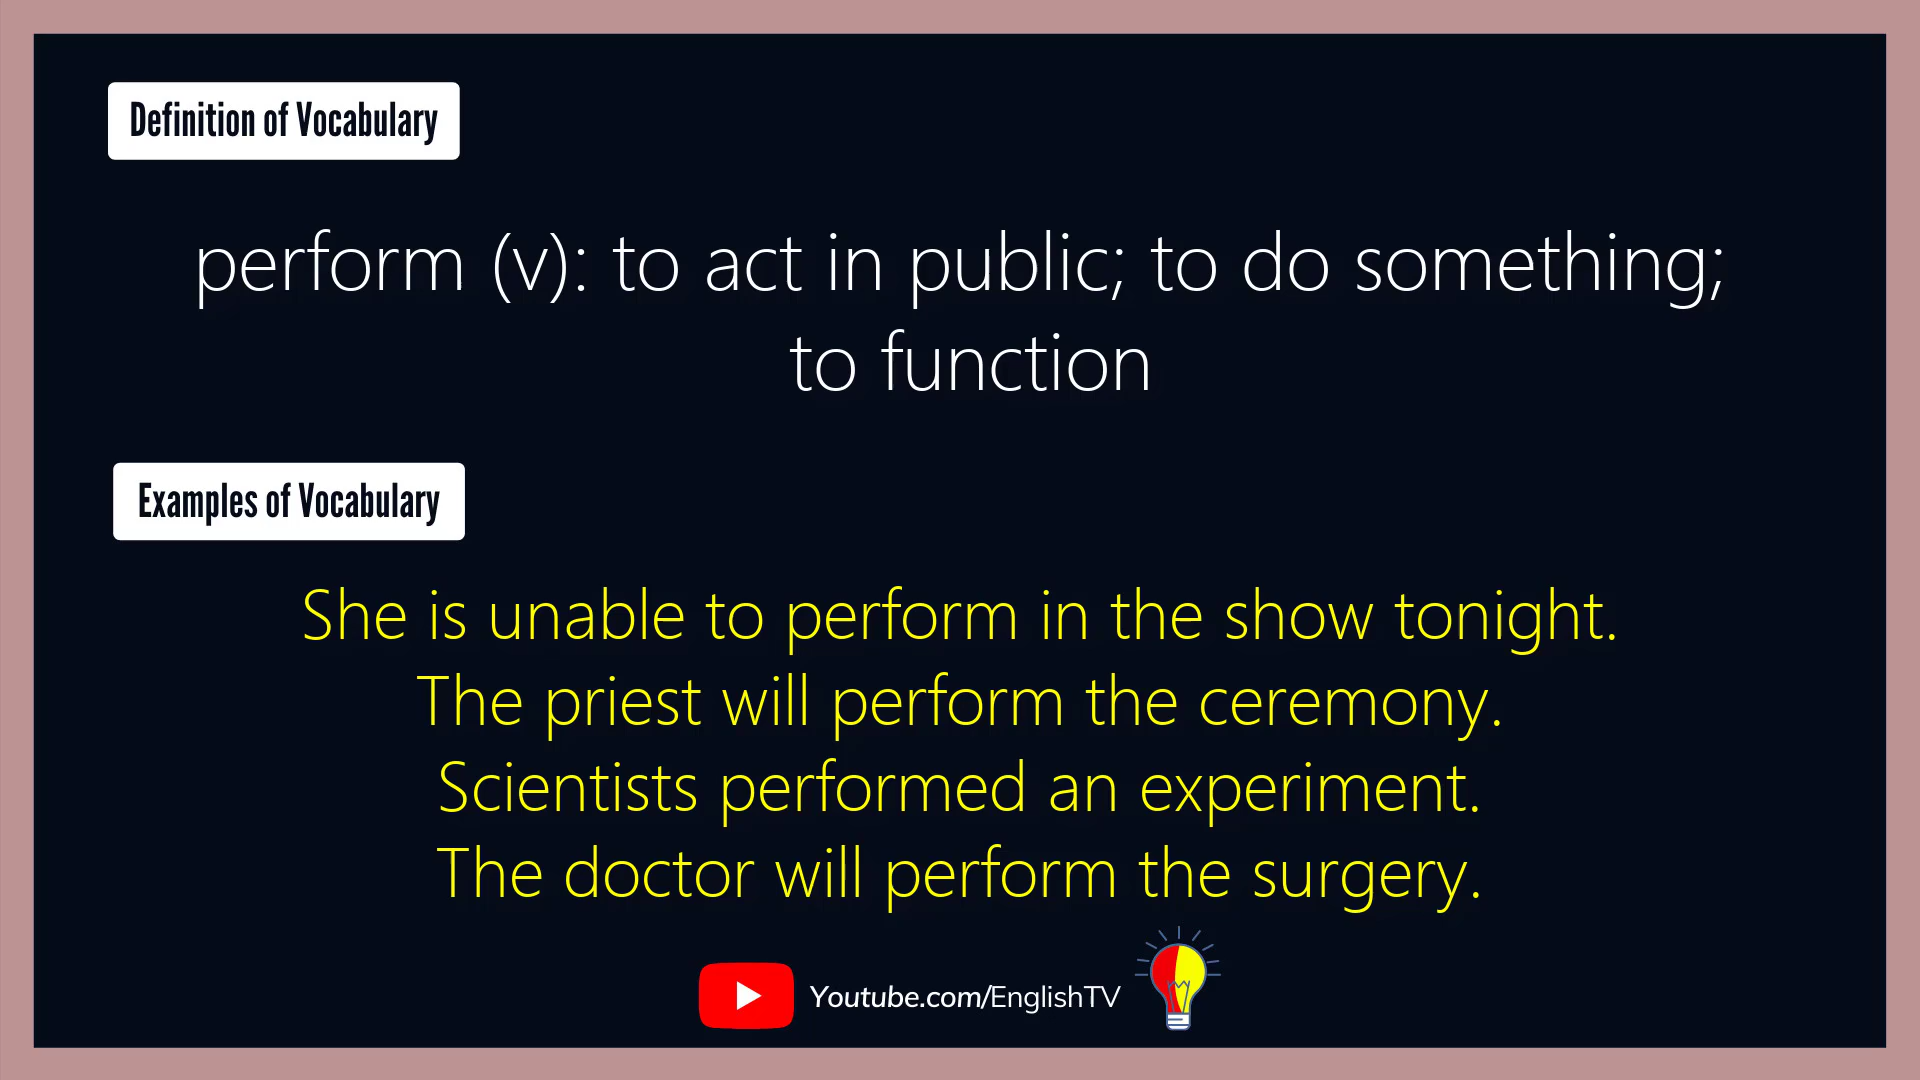 Definition of Vocabulary
perform (v): to act in public; to do something;
to function
Examples of Vocabulary
She is unable to perform in the show tonight.
The priest will perform the ceremony.
Scientists performed an experiment.
The doctor will perform the surgery.
Youtube.com/EnglishTV